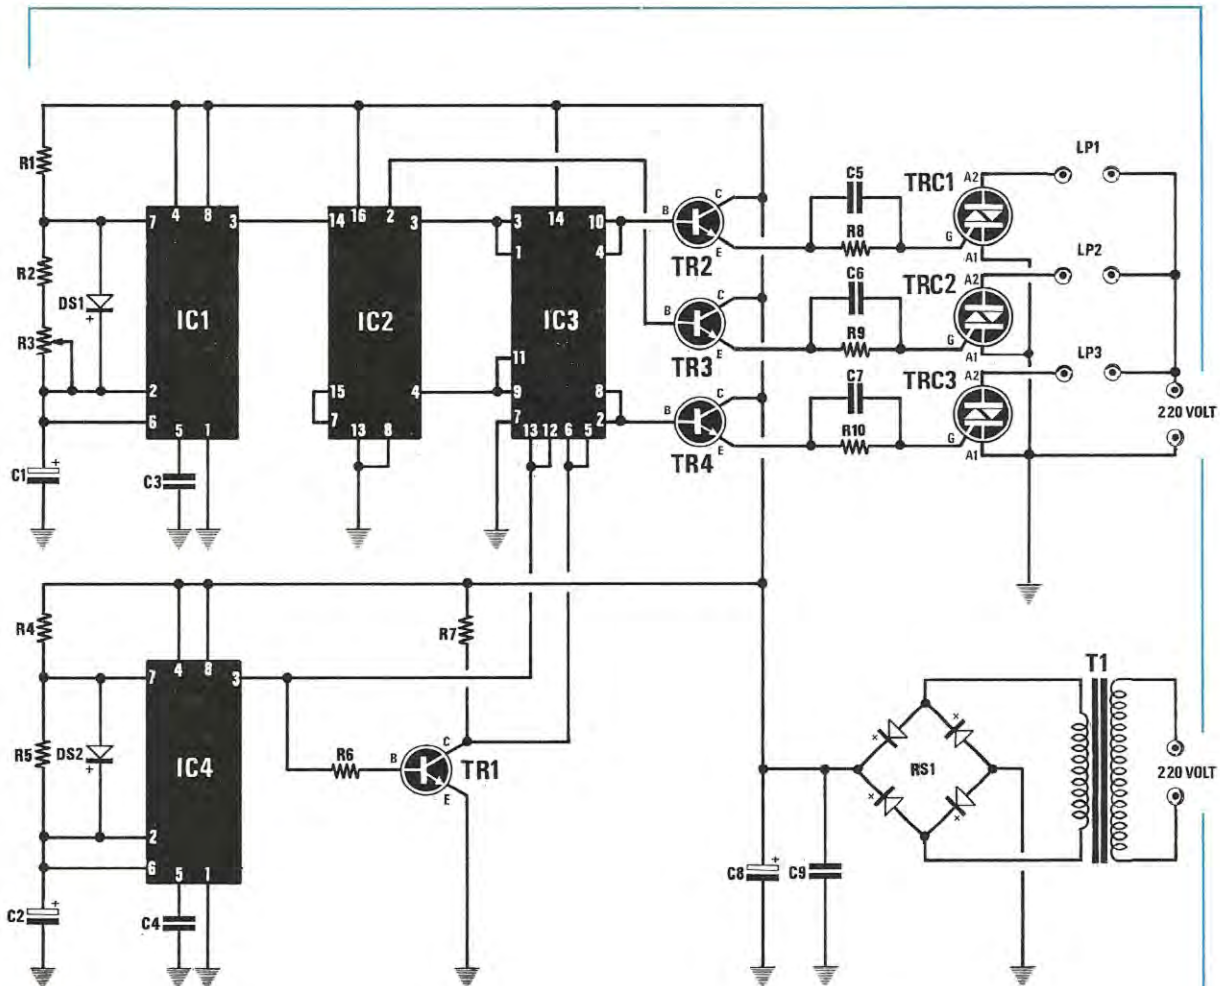 LP1
C5
TRC1
A2
R1
C
7
4
8
3
14
16
2
3
3
14
10
B
R8
G
1
4
E
A1
TR2
LP2
R2
C6
TRC2
A2
DS1
+
C
IC1
IC2
IC3
B
R9
G
R3
11
E
A1
TR3
LP3
C7
TRC3
A2
2
15
4
9
8
C
220 VOLT
6
7
7
2
B
R10
G
5
1
13
8
13
12
6
5
E
A1
TR4
+
C1
C3
R4
R7
7
4
8
3
T1
R5
DS2
+
IC4
R6
B
C
TR1
RS1
220 VOLT
E
2
6
5
1
+
C2
C4
+
C8
C9